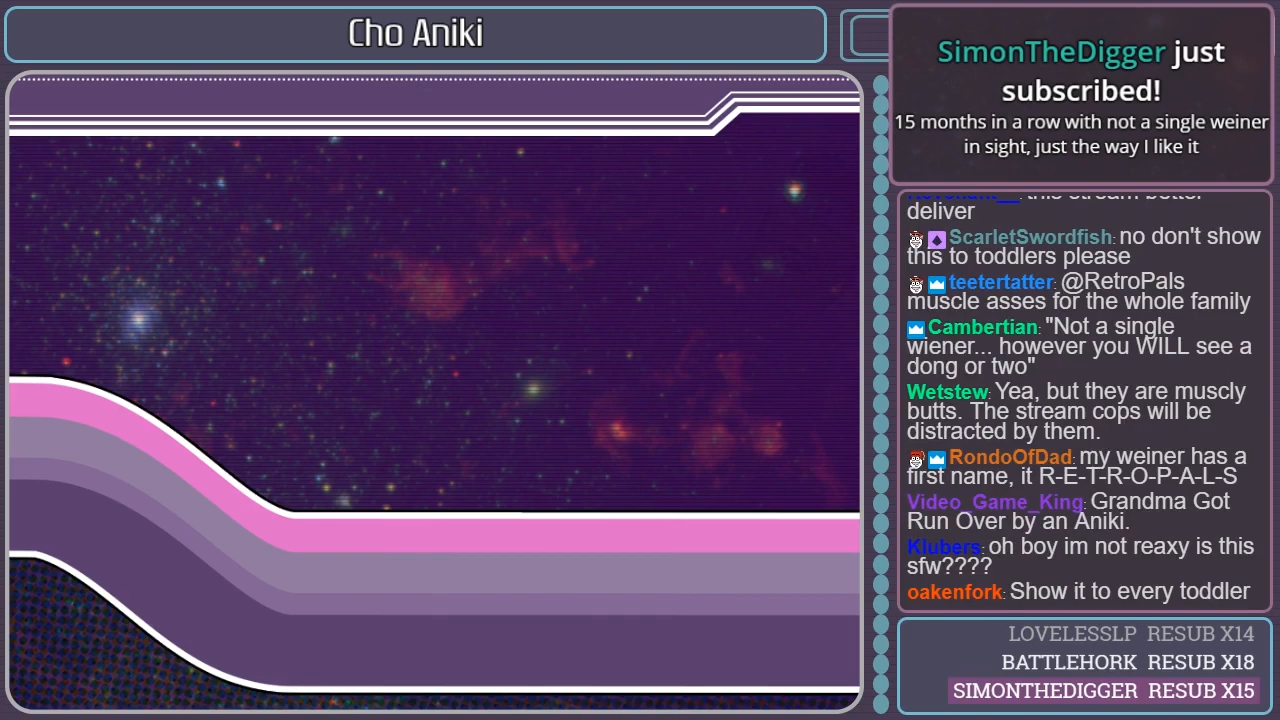 Cho Aniki
SimonTheDigger just
subscribed!
15 months in a row with not a single weiner
in sight, just the way I like it
deliver
ScarletSwordfish: no don't show
this to toddlers please
teetertatter: @RetroPals
muscle asses for the whole family
Cambertian: "Not a single
wiener... however you WILL see a
dong or two"
Wetstew: Yea, but they are muscly
butts. The stream cops will be
distracted by them.
RondoOfDad: my weiner has a
first name, it R-E-T-R-O-P-A-L-S
Video_Game_King: Grandma Got
Run Over by an Aniki.
Klubers: oh boy im not reaxy is this
sfw????
oakenfork: Show it to every toddler
LOVELESSLP RESUB X14
BATTLEHORK RESUB X18
SIMONTHEDIGGER RESUB X15